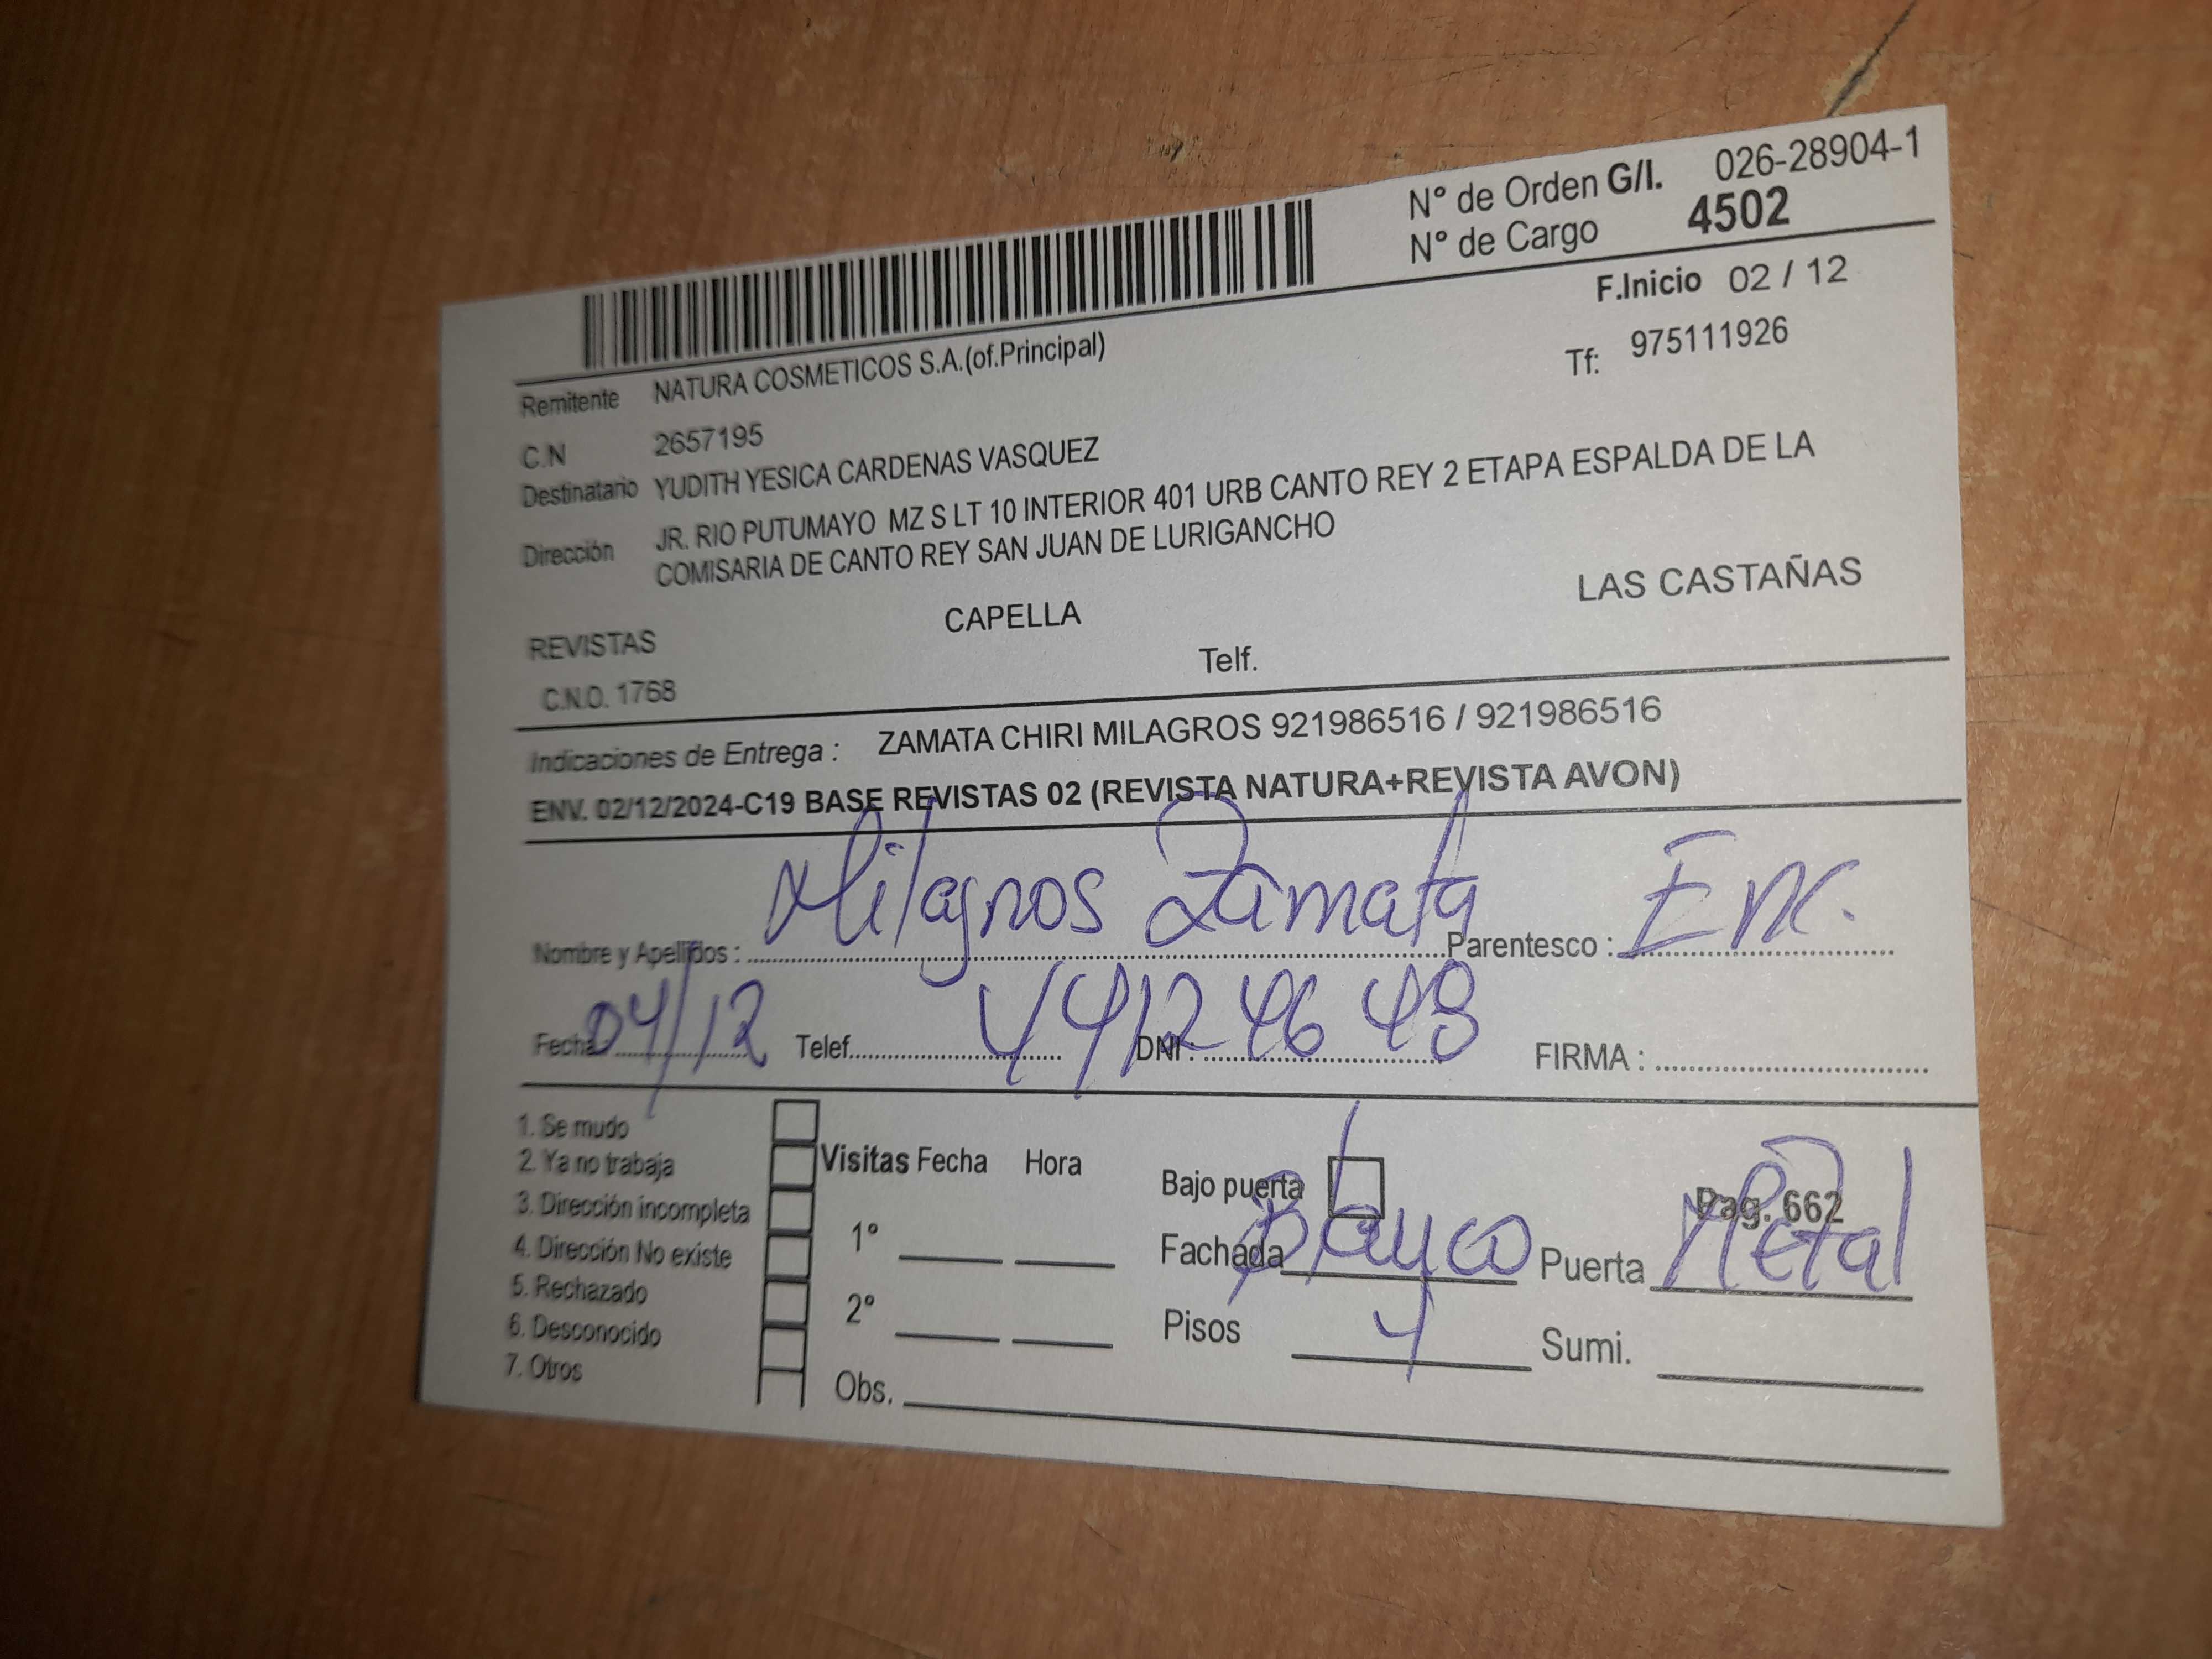 N° de Orden G/I. 026-28904-1
N° de Cargo 4502
F.Inicio 02 / 12
Remitente NATURA COSMETICOS S.A.(of.Principal)
Tf: 975111926
C.N 2657195
Destinatario YUDITH YESICA CARDENAS VASQUEZ
Dirección JR. RIO PUTUMAYO MZ S LT 10 INTERIOR 401 URB CANTO REY 2 ETAPA ESPALDA DE LA
COMISARIA DE CANTO REY SAN JUAN DE LURIGANCHO
REVISTAS CAPELLA LAS CASTAÑAS
C.N.O. 1768 Telf.
Indicaciones de Entrega : ZAMATA CHIRI MILAGROS 921986516 / 921986516
ENV. 02/12/2024-C19 BASE REVISTAS 02 (REVISTA NATURA+REVISTA AVON)
Nombre y Apellidos : Milagros Zamata Parentesco : Enc.
Fecha 04/12 Telef. DNI : 44124648 FIRMA :
1. Se mudo
2. Ya no trabaja
3. Dirección incompleta
4. Dirección No existe
5. Rechazado
6. Desconocido
7. Otros
Visitas Fecha Hora
1°
2°
Obs.
Bajo puerta Pag. 662
Fachada Blanco Puerta Metal
Pisos 4 Sumi.